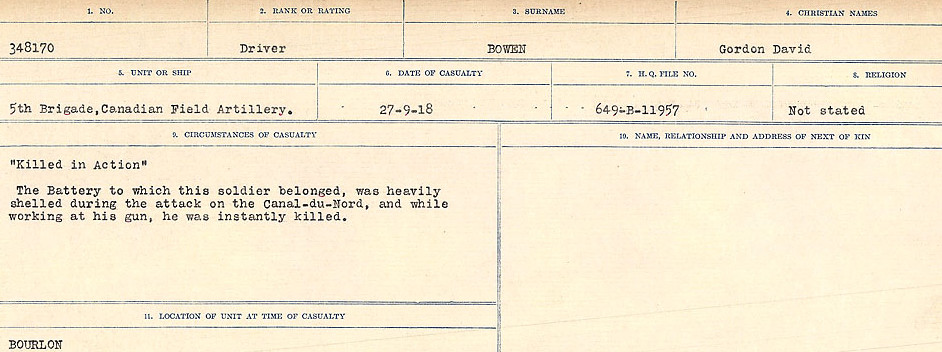 1. NO. 2. RANK OR RATING 3. SURNAME 4. CHRISTIAN NAMES
348170 Driver BOWEN Gordon David
5. UNIT OR SHIP 6. DATE OF CASUALTY 7. H.Q. FILE NO. 8. RELIGION
5th Brigade,Canadian Field Artillery. 27-9-18 649-B-11957 Not stated
9. CIRCUMSTANCES OF CASUALTY 10. NAME, RELATIONSHIP AND ADDRESS OF NEXT OF KIN
"Killed in Action"
The Battery to which this soldier belonged, was heavily
shelled during the attack on the Canal-du-Nord, and while
working at his gun, he was instantly killed.
11. LOCATION OF UNIT AT TIME OF CASUALTY
BOURLON